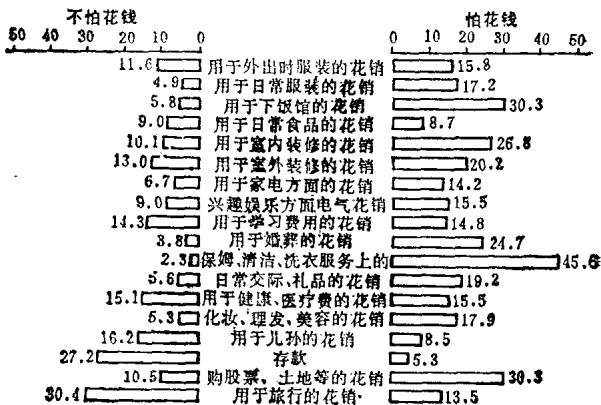 不怕花钱 怕花钱
50 40 30 20 10 0 0 10 20 30 40 50
11.6 用于外出时服装的花销 15.8
4.9 用于日常服装的花销 17.2
5.8 用于下饭馆的花销 30.3
9.0 用于日常食品的花销 8.7
10.1 用于室内装修的花销 26.8
13.0 用于室外装修的花销 20.2
6.7 用于家电方面的花销 14.2
9.0 兴趣娱乐方面电气花销 15.5
14.3 用于学习费用的花销 14.8
3.8 用于婚葬的花销 24.7
2.3 保姆、清洁、洗衣服务上的 45.6
5.6 日常交际、礼品的花销 19.2
15.1 用于健康、医疗费的花销 15.5
5.3 化妆、理发、美容的花销 17.9
16.2 用于儿孙的花销 8.5
27.2 存款 5.3
10.5 购股票、土地等的花销 30.3
30.4 用于旅行的花销 13.5